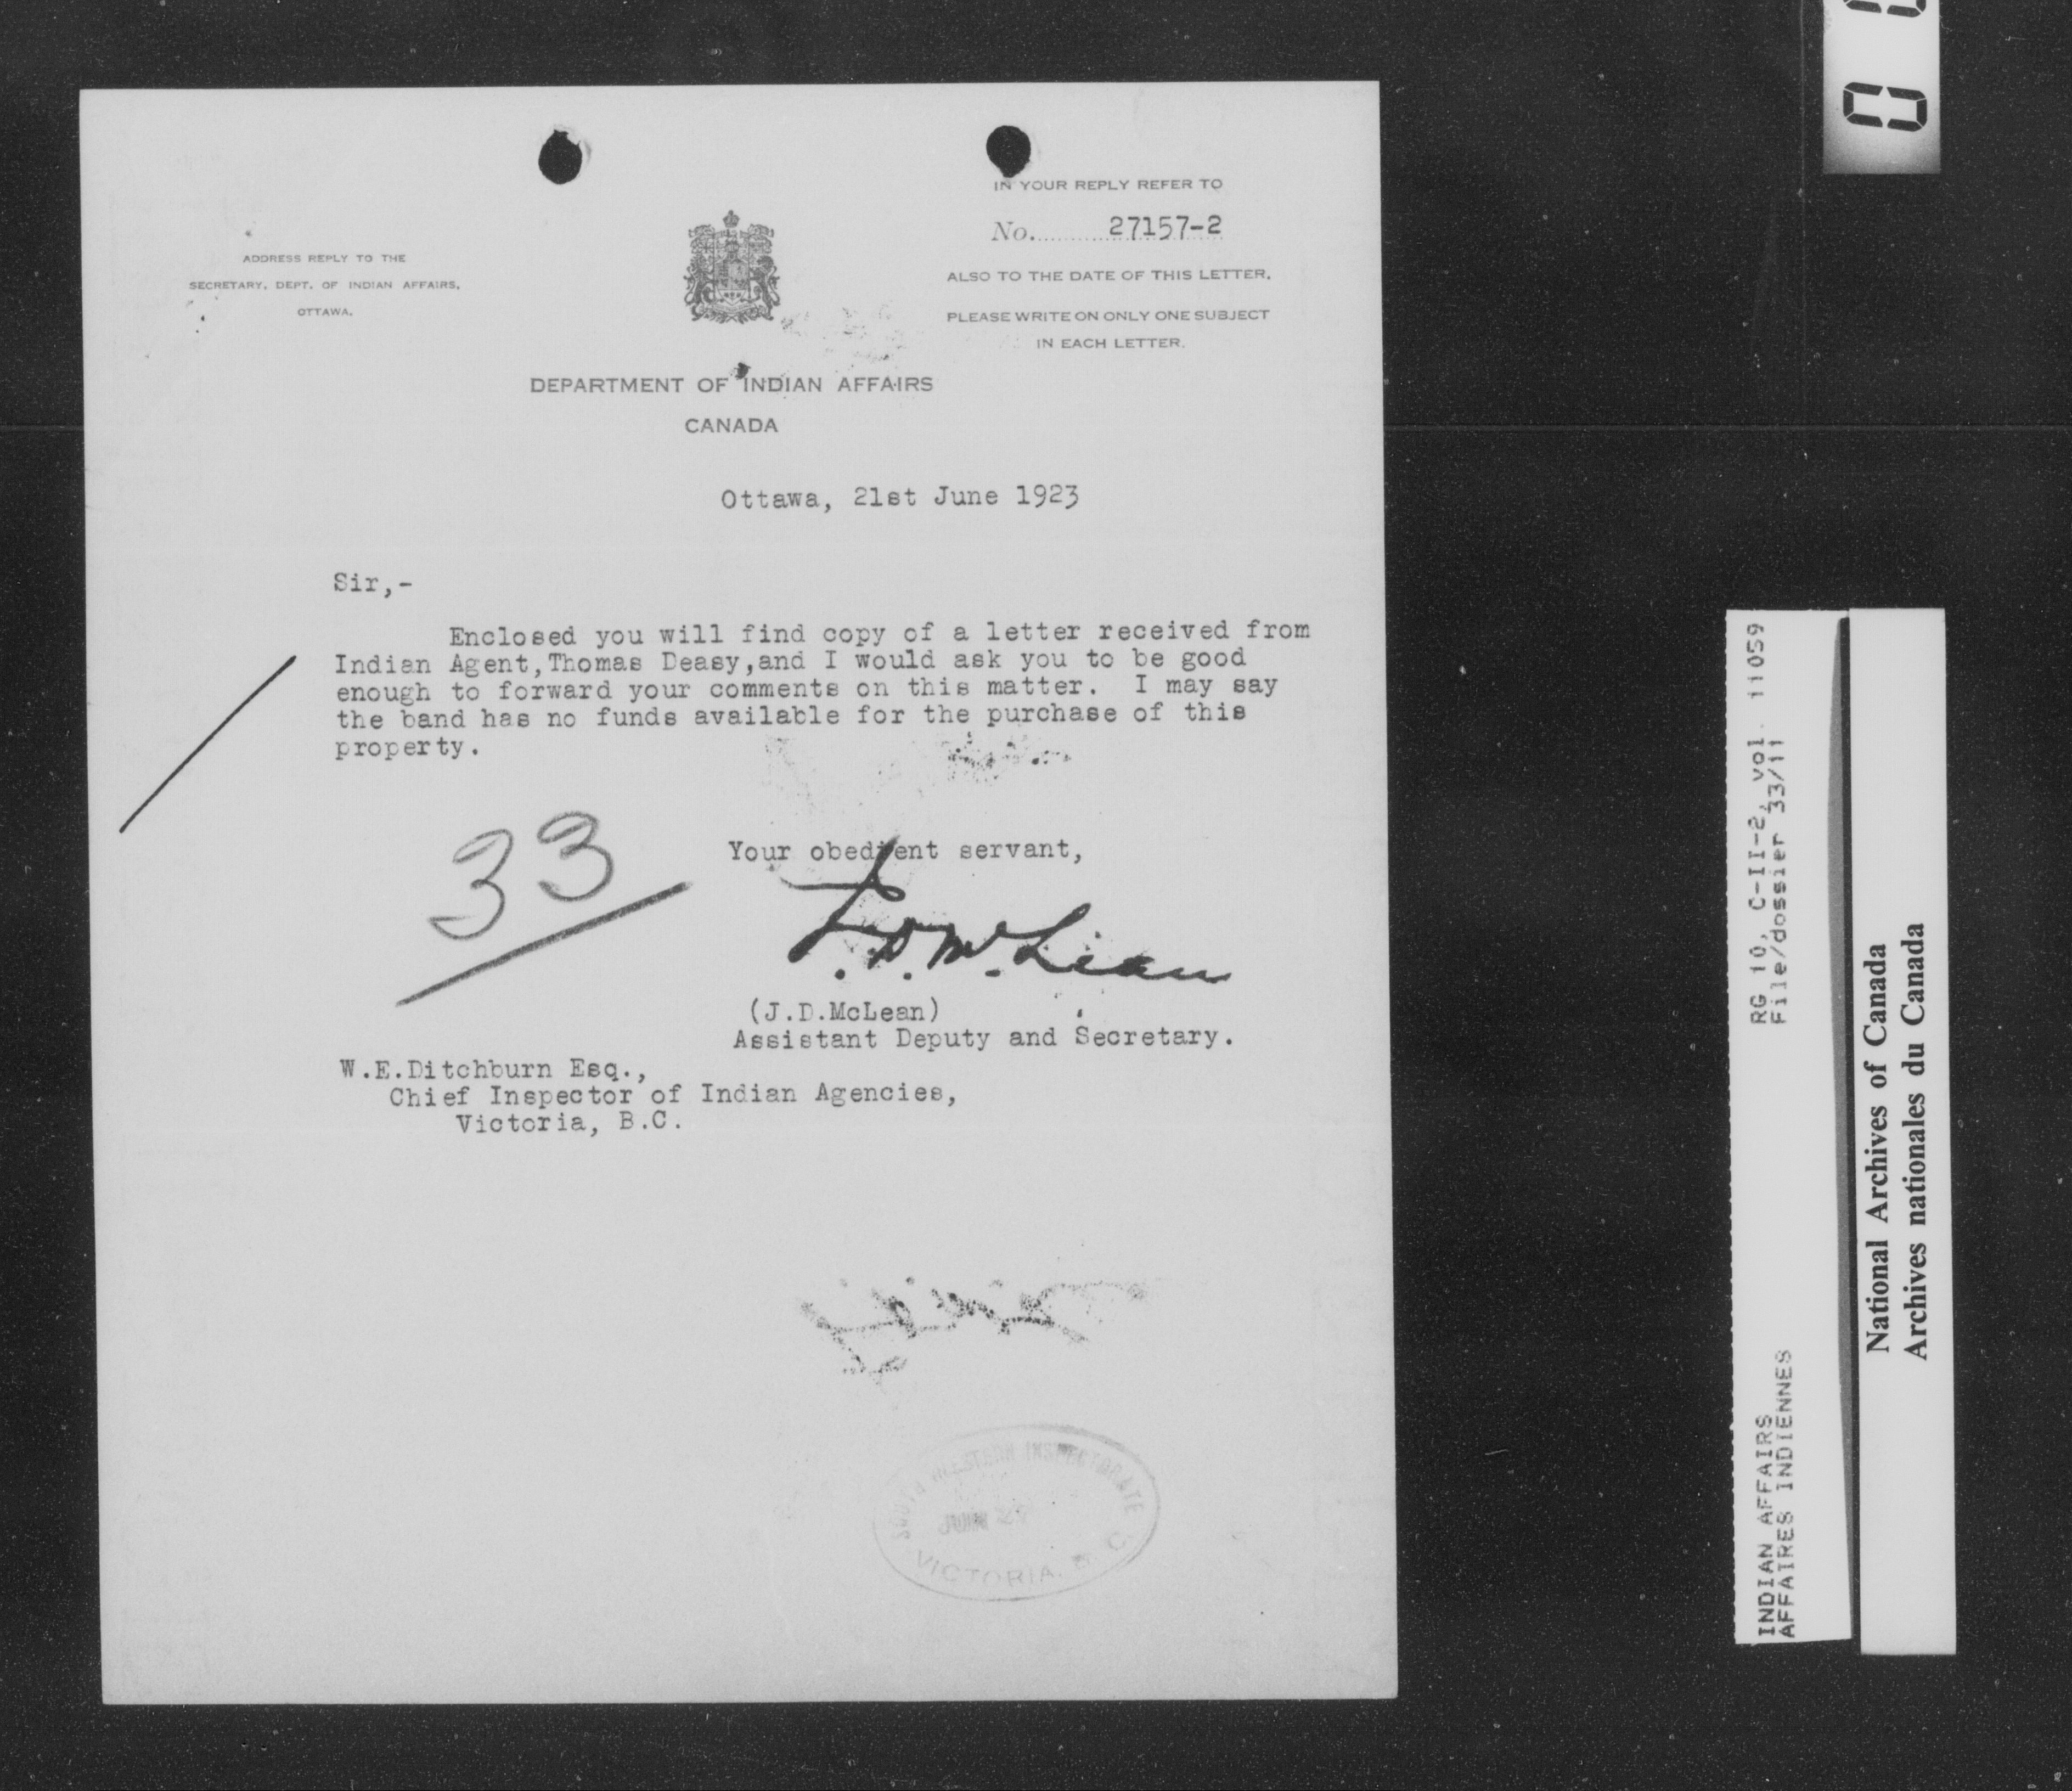 IN YOUR REPLY REFER TO
No. 27157-2
ALSO TO THE DATE OF THIS LETTER.
PLEASE WRITE ON ONLY ONE SUBJECT
IN EACH LETTER.
ADDRESS REPLY TO THE
SECRETARY, DEPT. OF INDIAN AFFAIRS,
OTTAWA.
DEPARTMENT OF INDIAN AFFAIRS
CANADA
Ottawa, 21st June 1923
Sir,-
Enclosed you will find copy of a letter received from
Indian Agent,Thomas Deasy,and I would ask you to be good
enough to forward your comments on this matter. I may say
the band has no funds available for the purchase of this
property.
33
Your obedient servant,
J.D.McLean
(J.D.McLean)
Assistant Deputy and Secretary.
W.E.Ditchburn Esq.,
Chief Inspector of Indian Agencies,
Victoria, B.C.
SOUTH WESTERN INSPECTORATE
JUN
VICTORIA, B.C.
RG 10, C-II-2, vol. 11059
File/dossier 33/11
INDIAN AFFAIRS
AFFAIRES INDIENNES
National Archives of Canada
Archives nationales du Canada